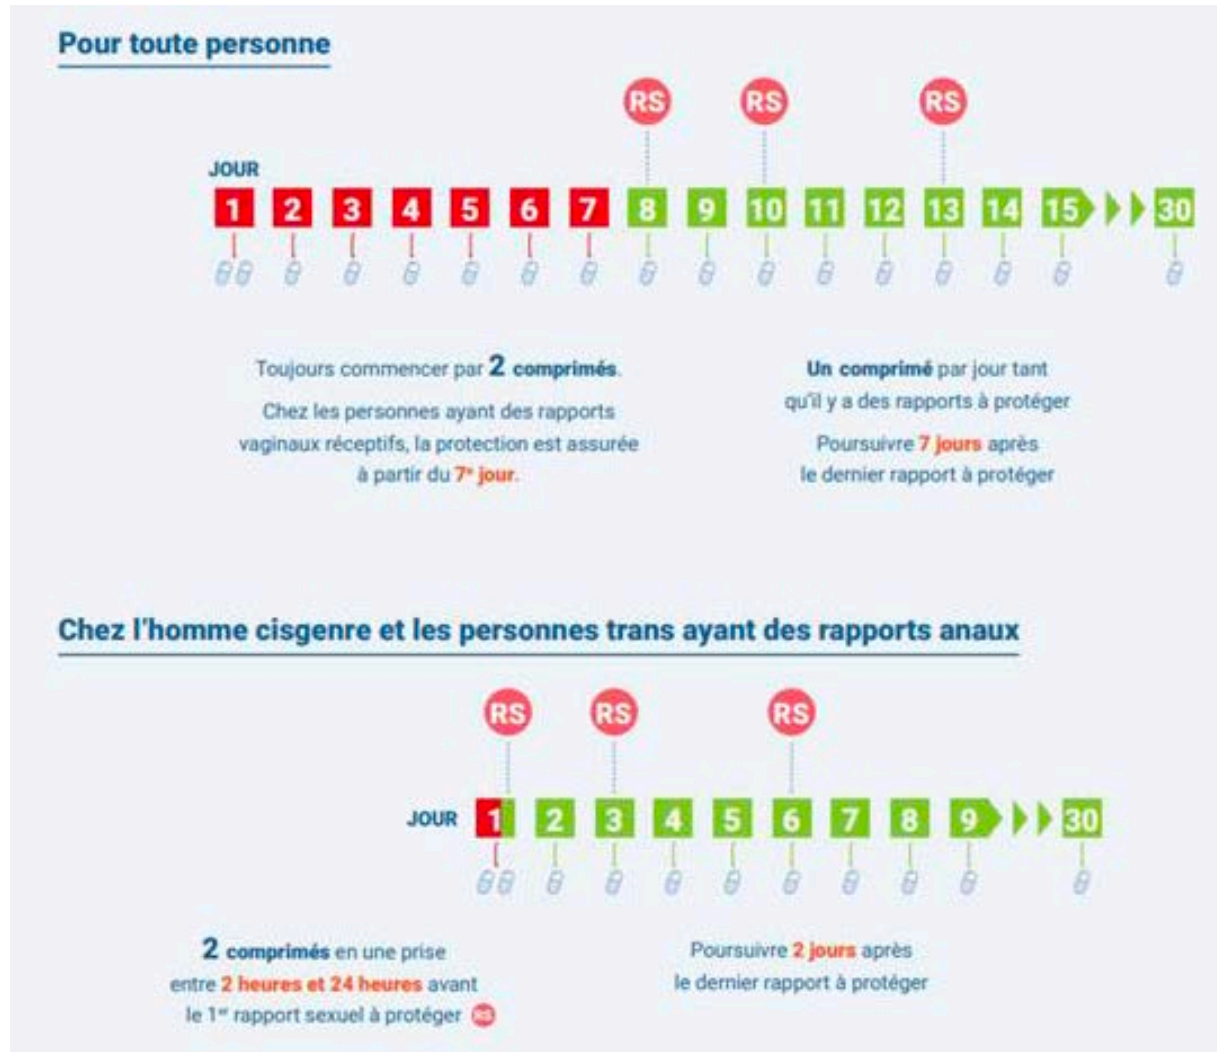 Pour toute personne
RS RS RS
JOUR
1 2 3 4 5 6 7 8 9 10 11 12 13 14 15 30
Toujours commencer par 2 comprimés.
Chez les personnes ayant des rapports
vaginaux réceptifs, la protection est assurée
à partir du 7e jour.
Un comprimé par jour tant
qu'il y a des rapports à protéger
Poursuivre 7 jours après
le dernier rapport à protéger
Chez l'homme cisgenre et les personnes trans ayant des rapports anaux
RS RS RS
JOUR 1 2 3 4 5 6 7 8 9 30
2 comprimés en une prise
entre 2 heures et 24 heures avant
le 1er rapport sexuel à protéger RS
Poursuivre 2 jours après
le dernier rapport à protéger